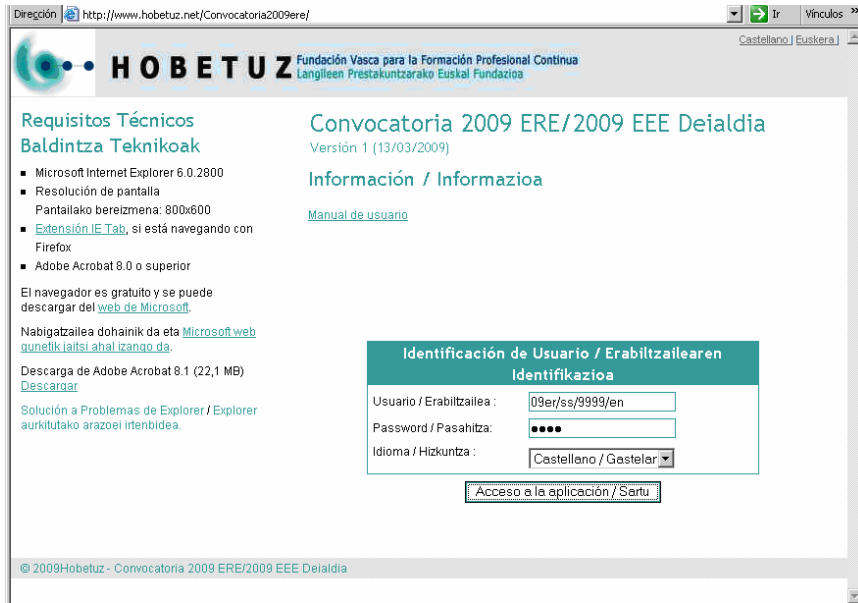 Dirección http://www.hobetuz.net/Convocatoria2009ere/ Ir Vínculos »
Castellano | Euskera |
HOBETUZ Fundación Vasca para la Formación Profesional Continua
Langileen Prestakuntzarako Euskal Fundazioa
Requisitos Técnicos
Baldintza Teknikoak
Microsoft Internet Explorer 6.0.2800
Resolución de pantalla
Pantailako bereizmena: 800x600
Extensión IE Tab, si está navegando con
Firefox
Adobe Acrobat 8.0 o superior
El navegador es gratuito y se puede
descargar del web de Microsoft.
Nabigatzailea dohainik da eta Microsoft web
gunetik jaitsi ahal izango da.
Descarga de Adobe Acrobat 8.1 (22,1 MB)
Descargar
Solución a Problemas de Explorer / Explorer
aurkitutako arazoei irtenbidea.
Convocatoria 2009 ERE/2009 EEE Deialdia
Versión 1 (13/03/2009)
Información / Informazioa
Manual de usuario
Identificación de Usuario / Erabiltzailearen
Identifikazioa
Usuario / Erabiltzailea : 09er/ss/9999/en
Password / Pasahitza: ●●●●
Idioma / Hizkuntza : Castellano / Gastelar
Acceso a la aplicación / Sartu
© 2009Hobetuz - Convocatoria 2009 ERE/2009 EEE Deialdia